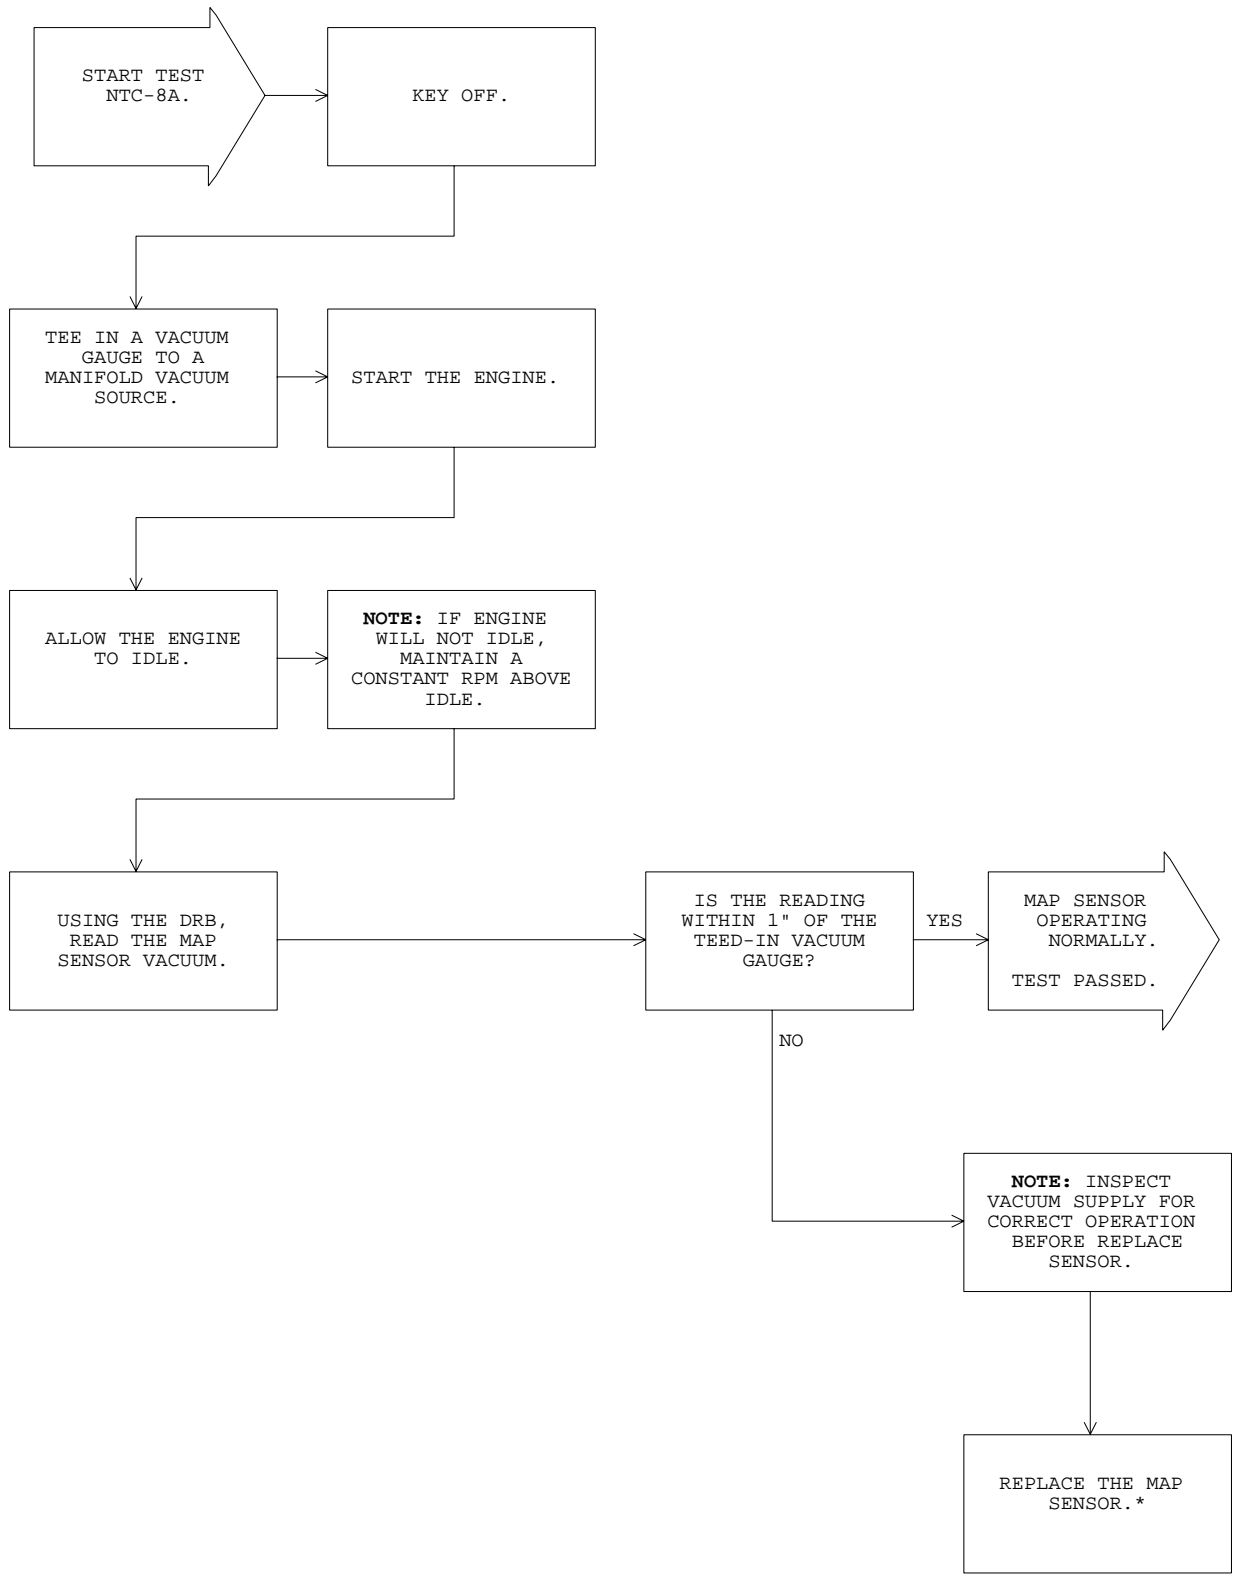 START TEST
NTC-8A.
KEY OFF.
TEE IN A VACUUM
GAUGE TO A
MANIFOLD VACUUM
SOURCE.
START THE ENGINE.
ALLOW THE ENGINE
TO IDLE.
NOTE: IF ENGINE
WILL NOT IDLE,
MAINTAIN A
CONSTANT RPM ABOVE
IDLE.
USING THE DRB,
READ THE MAP
SENSOR VACUUM.
IS THE READING
WITHIN 1" OF THE
TEED-IN VACUUM
GAUGE?
YES
MAP SENSOR
OPERATING
NORMALLY.
TEST PASSED.
NO
NOTE: INSPECT
VACUUM SUPPLY FOR
CORRECT OPERATION
BEFORE REPLACE
SENSOR.
REPLACE THE MAP
SENSOR.*